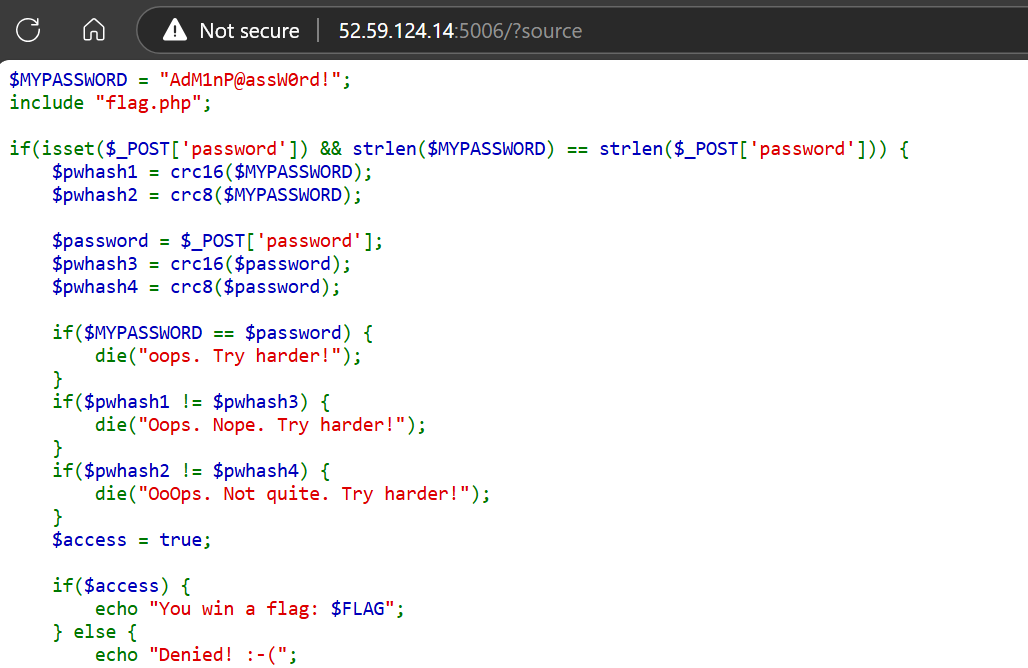 Not secure | 52.59.124.14:5006/?source
$MYPASSWORD = "AdM1nP@assW0rd!";
include "flag.php";
if(isset($_POST['password']) && strlen($MYPASSWORD) == strlen($_POST['password'])) {
    $pwhash1 = crc16($MYPASSWORD);
    $pwhash2 = crc8($MYPASSWORD);
    $password = $_POST['password'];
    $pwhash3 = crc16($password);
    $pwhash4 = crc8($password);
    if($MYPASSWORD == $password) {
        die("oops. Try harder!");
    }
    if($pwhash1 != $pwhash3) {
        die("Oops. Nope. Try harder!");
    }
    if($pwhash2 != $pwhash4) {
        die("OoOps. Not quite. Try harder!");
    }
    $access = true;
    if($access) {
        echo "You win a flag: $FLAG";
    } else {
        echo "Denied! :-(";